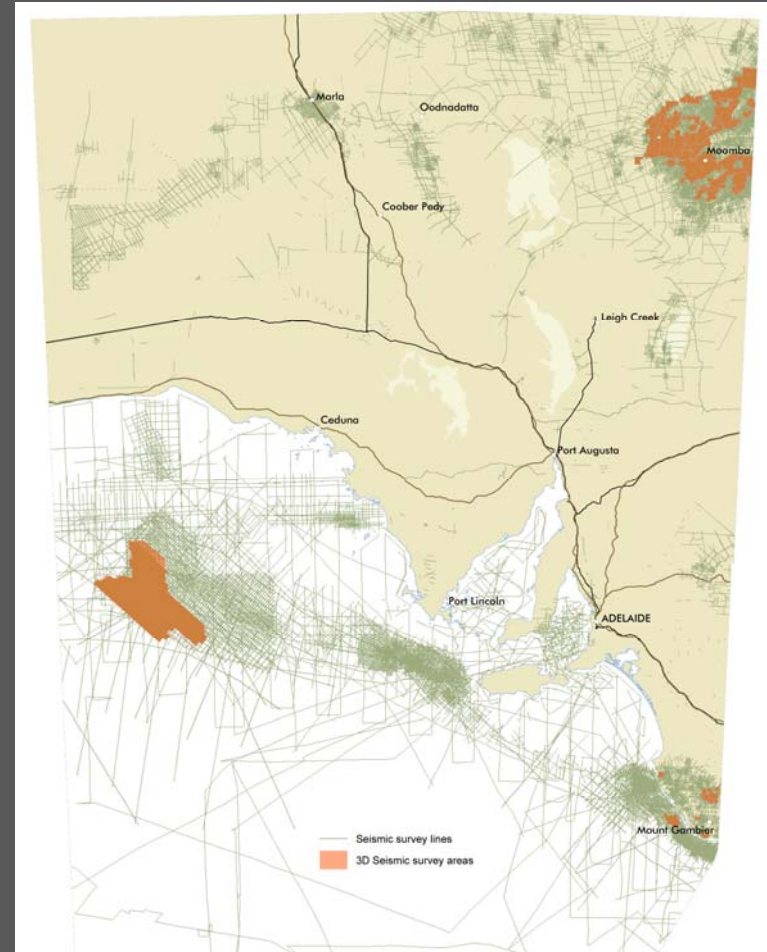 Marla
Oodnadatta
Moomba
Coober Pedy
Leigh Creek
Ceduna
Port Augusta
Port Lincoln
ADELAIDE
Mount Gambier
Seismic survey lines
3D Seismic survey areas